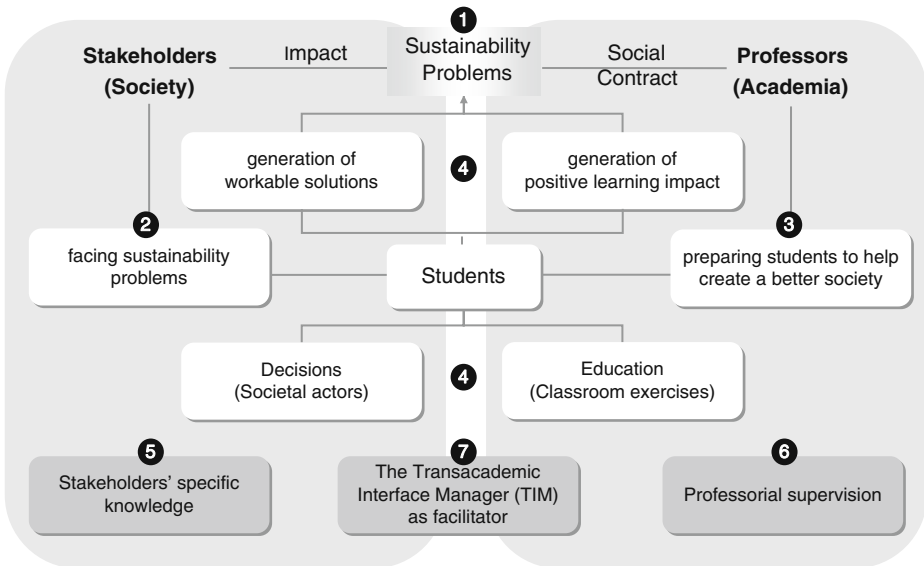 1
Stakeholders
(Society)
Impact
Sustainability
Problems
Social
Contract
Professors
(Academia)
generation of
workable solutions
4
generation of
positive learning impact
2
facing sustainability
problems
Students
3
preparing students to help
create a better society
Decisions
(Societal actors)
4
Education
(Classroom exercises)
5
Stakeholders' specific
knowledge
7
The Transacademic
Interface Manager (TIM)
as facilitator
6
Professorial supervision